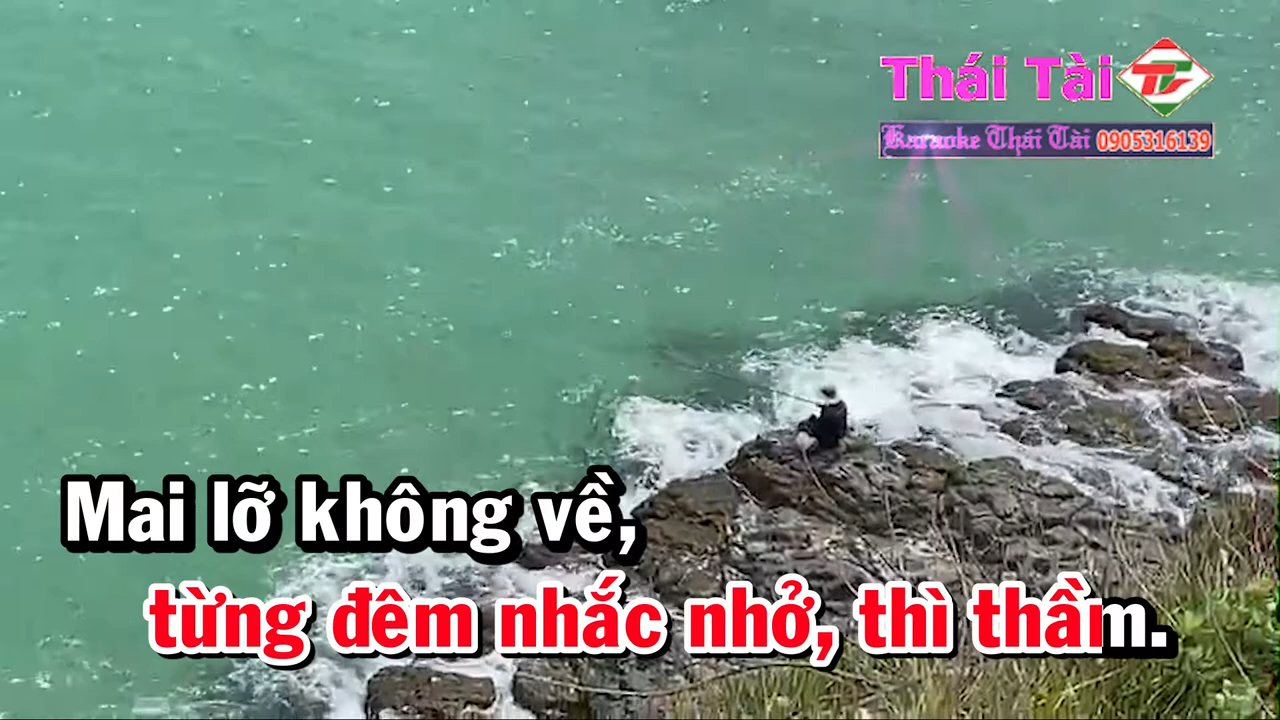 Thái Tài
Karaoke Thái Tài 0905316139
Mai lỡ không về,
từng đêm nhắc nhở, thì thầm.